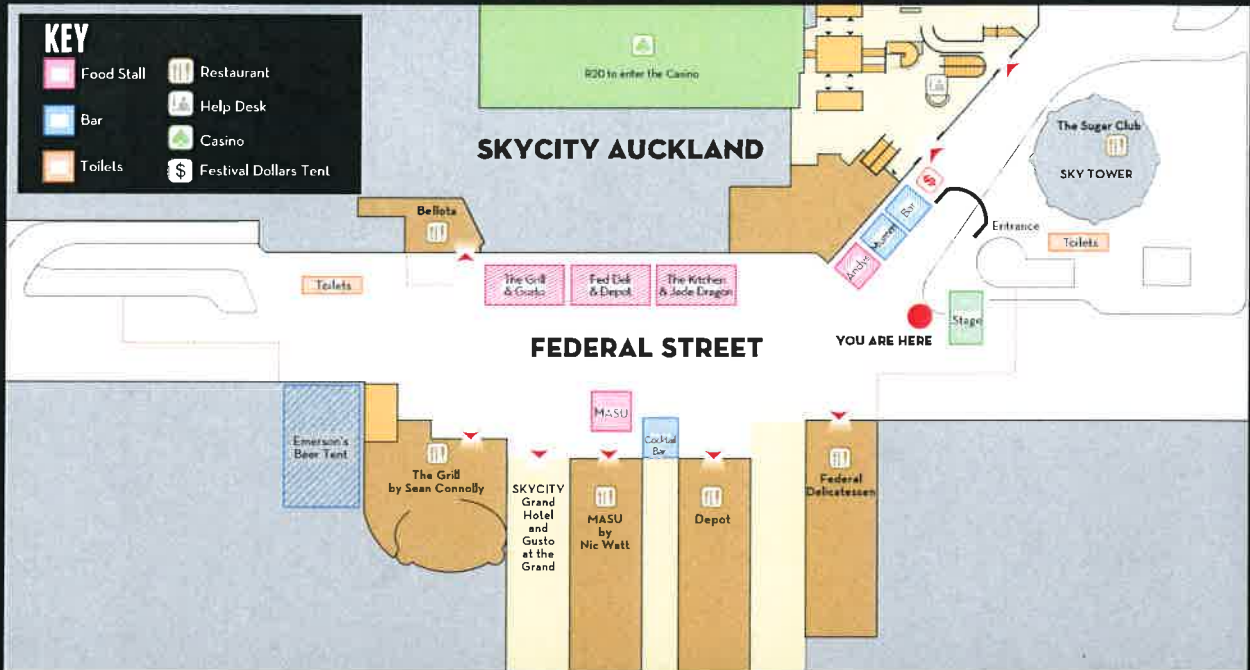 KEY
Food Stall
Bar
Toilets
Restaurant
Help Desk
Casino
$ Festival Dollars Tent
R20 to enter the Casino
SKYCITY AUCKLAND
The Sugar Club
SKY TOWER
Bellota
$
Bar
Mumm
Andy's
Entrance
Toilets
Toilets
The Grill
& Gusto
Fed Deli
& Depot
The Kitchen
& Jade Dragon
Stage
YOU ARE HERE
FEDERAL STREET
MASU
Cocktail
Bar
Emerson's
Beer Tent
The Grill
by Sean Connolly
SKYCITY
Grand
Hotel
and
Gusto
at the
Grand
MASU
by
Nic Watt
Depot
Federal
Delicatessen